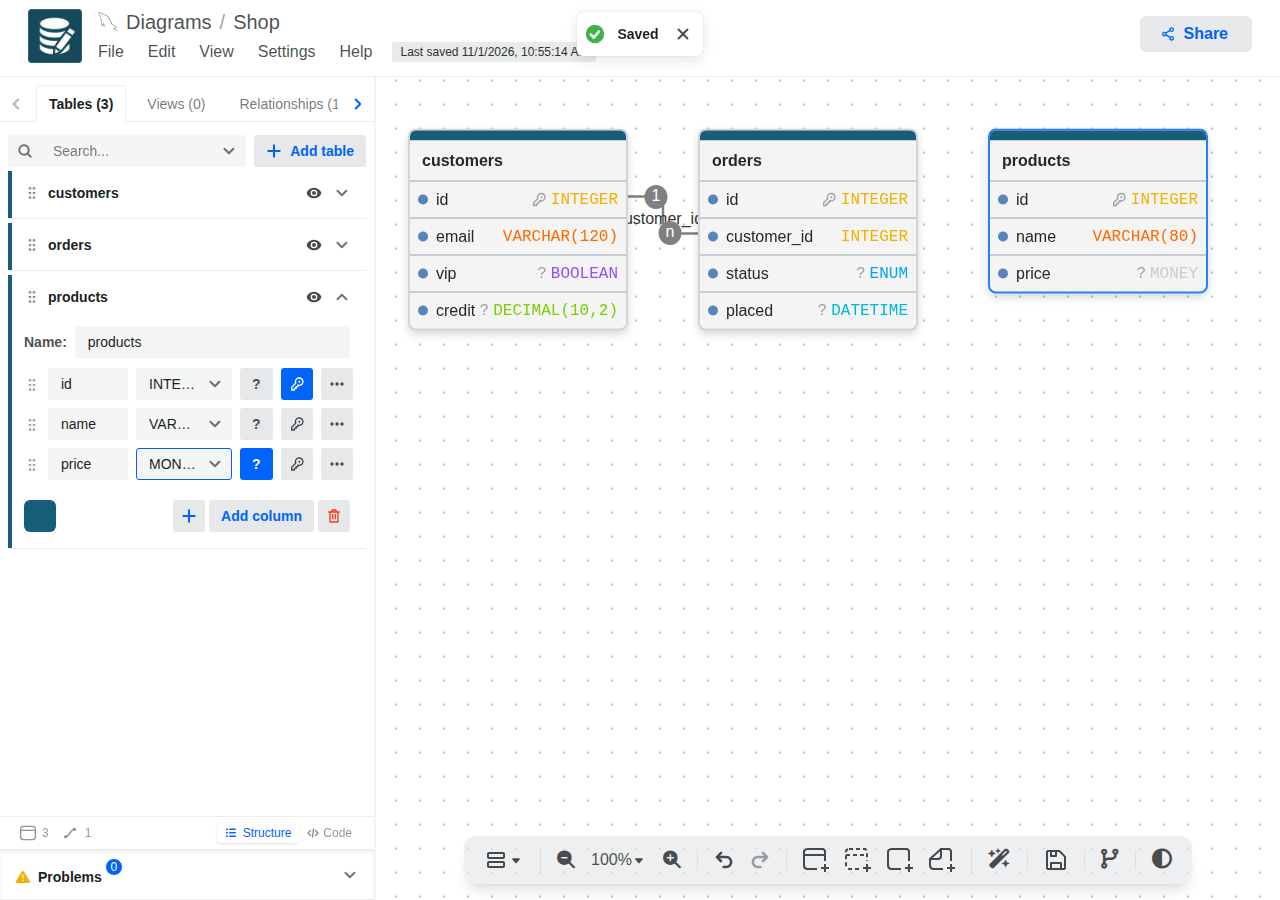 Diagrams / Shop
File Edit View Settings Help
Last saved 11/1/2026, 10:55:14 A
Saved
Share
Tables (3) Views (0) Relationships (1
Search...
Add table
customers
orders
products
Name: products
id INTE… ?
name VAR… ?
price MON… ?
Add column
3 1 Structure Code
Problems 0
customers
id INTEGER
email VARCHAR(120)
vip ? BOOLEAN
credit ? DECIMAL(10,2)
1
ustomer_id
n
orders
id INTEGER
customer_id INTEGER
status ? ENUM
placed ? DATETIME
products
id INTEGER
name VARCHAR(80)
price ? MONEY
100%